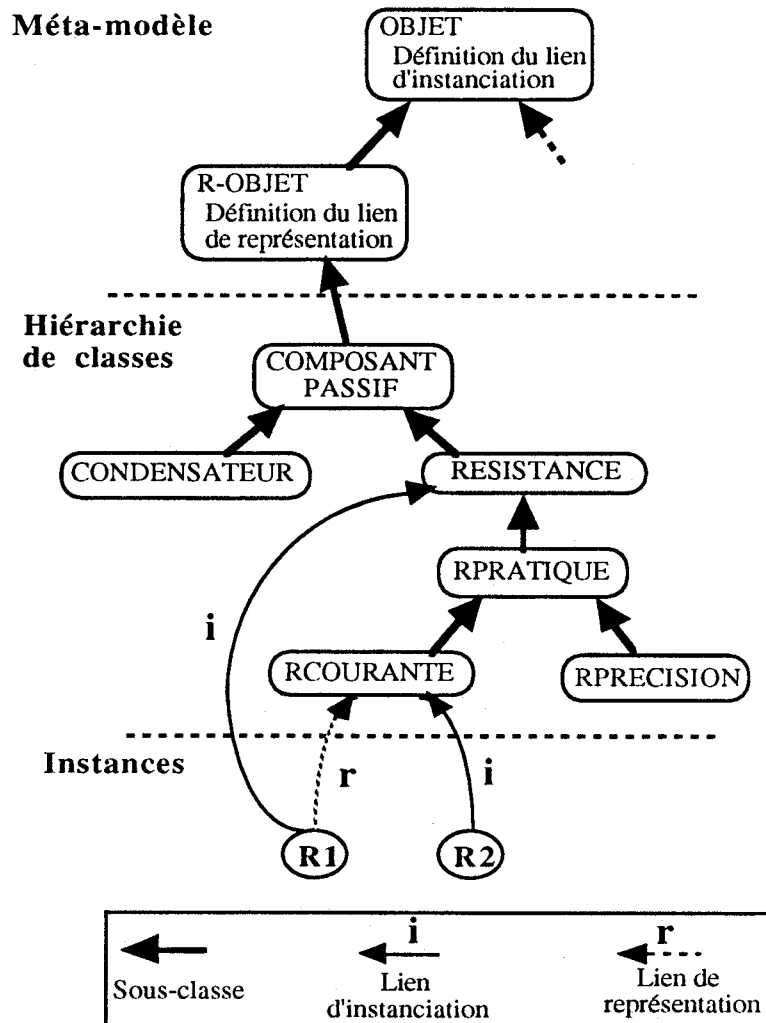 Méta-modèle
OBJET
Définition du lien
d'instanciation
R-OBJET
Définition du lien
de représentation
Hiérarchie
de classes
COMPOSANT
PASSIF
CONDENSATEUR
RESISTANCE
RPRATIQUE
i
RCOURANTE
RPRECISION
Instances
r
i
R1
R2
i
r
Sous-classe
Lien
d'instanciation
Lien de
représentation